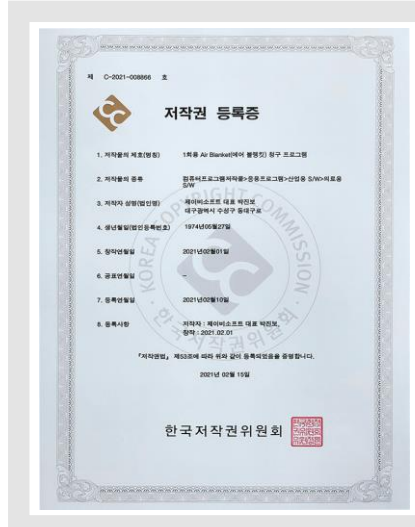 제 C-2021-008866 호
저작권 등록증
1. 저작물의 제호(명칭) 1회용 Air Blanket(에어 블랭킷) 청구 프로그램
2. 저작물의 종류 컴퓨터프로그램저작물>응용프로그램>산업용 S/W>의료용
S/W
3. 저작자 성명(법인명) 제이비소프트 대표 박진보
대구광역시 수성구 동대구로
4. 생년월일(법인등록번호) 1974년05월27일
5. 창작연월일 2021년02월01일
6. 공표연월일 -
7. 등록연월일 2021년02월10일
8. 등록사항 저작자 : 제이비소프트 대표 박진보,
창작 : 2021.02.01
『저작권법』 제53조에 따라 위와 같이 등록되었음을 증명합니다.
2021년 02월 15일
한국저작권위원회
KOREA COPYRIGHT COMMISSION
한국저작권위원회